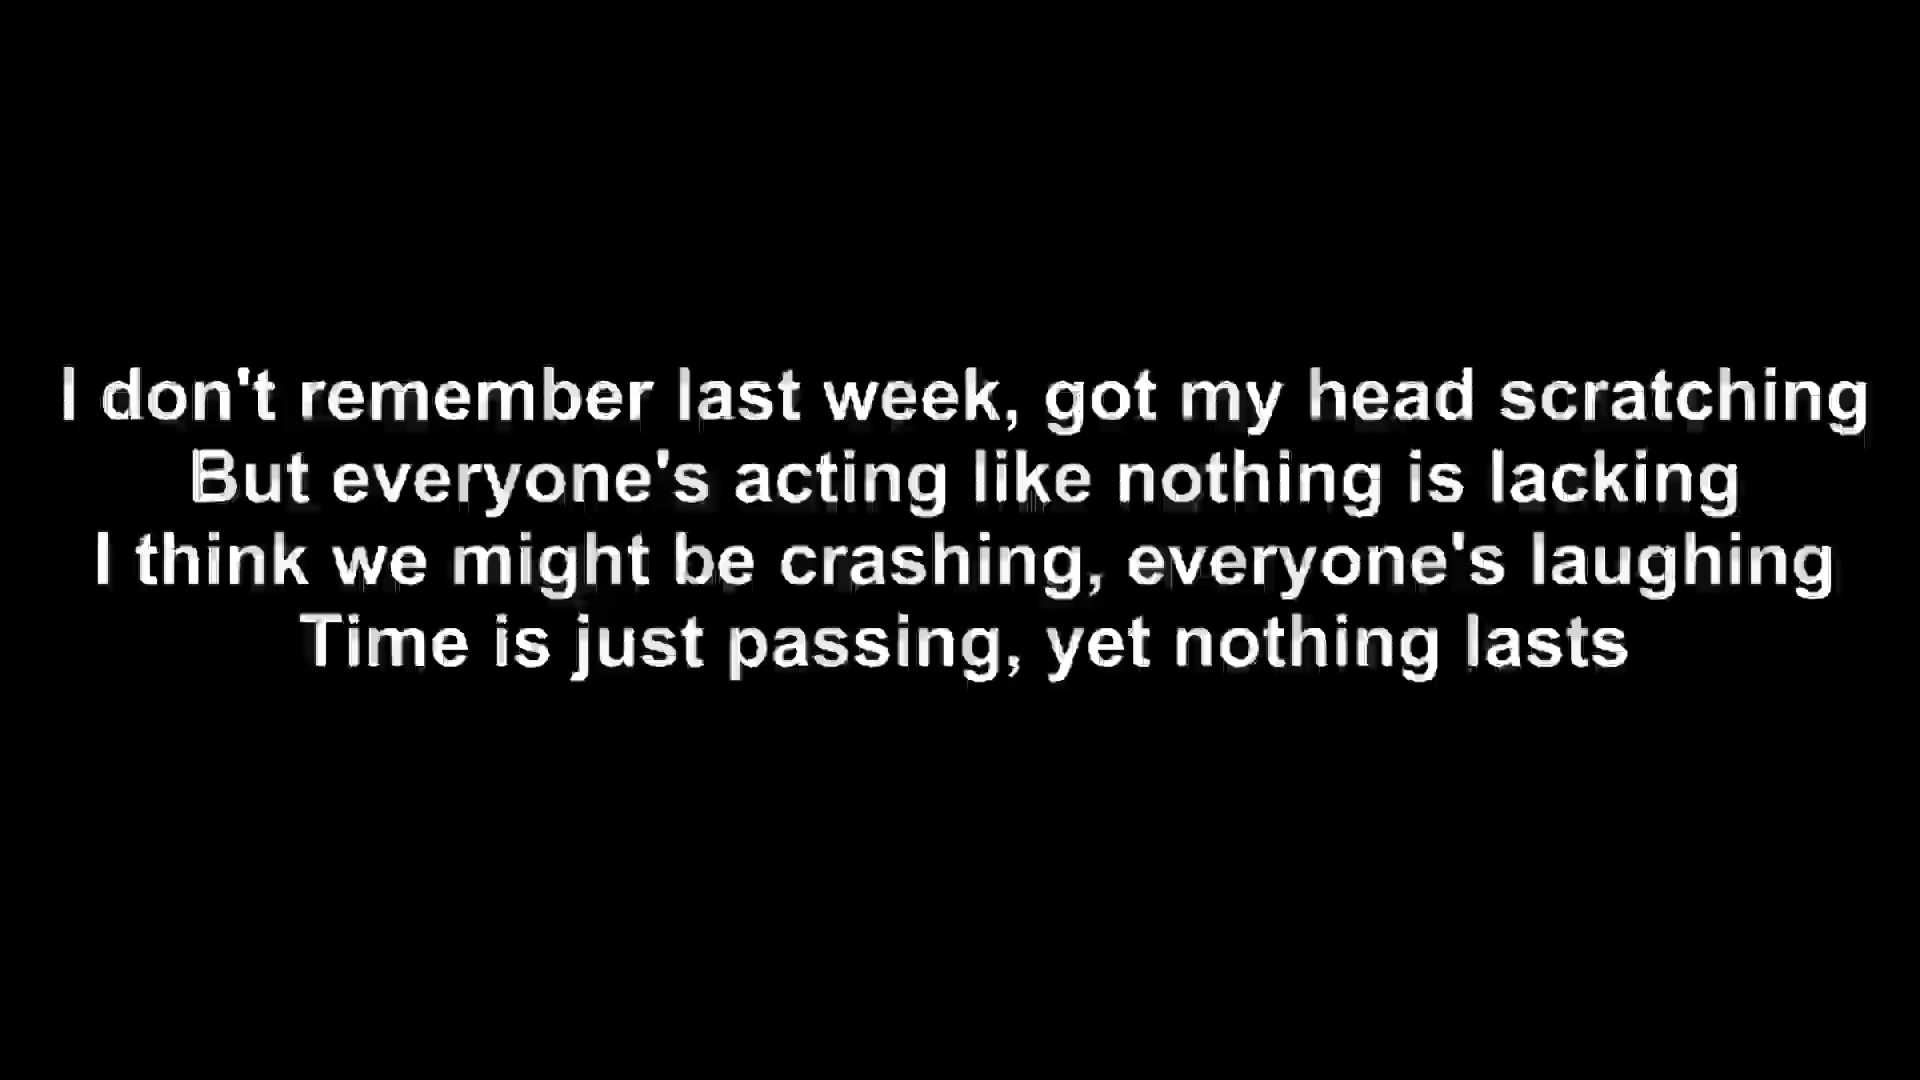 I don't remember last week, got my head scratching
But everyone's acting like nothing is lacking
I think we might be crashing, everyone's laughing
Time is just passing, yet nothing lasts